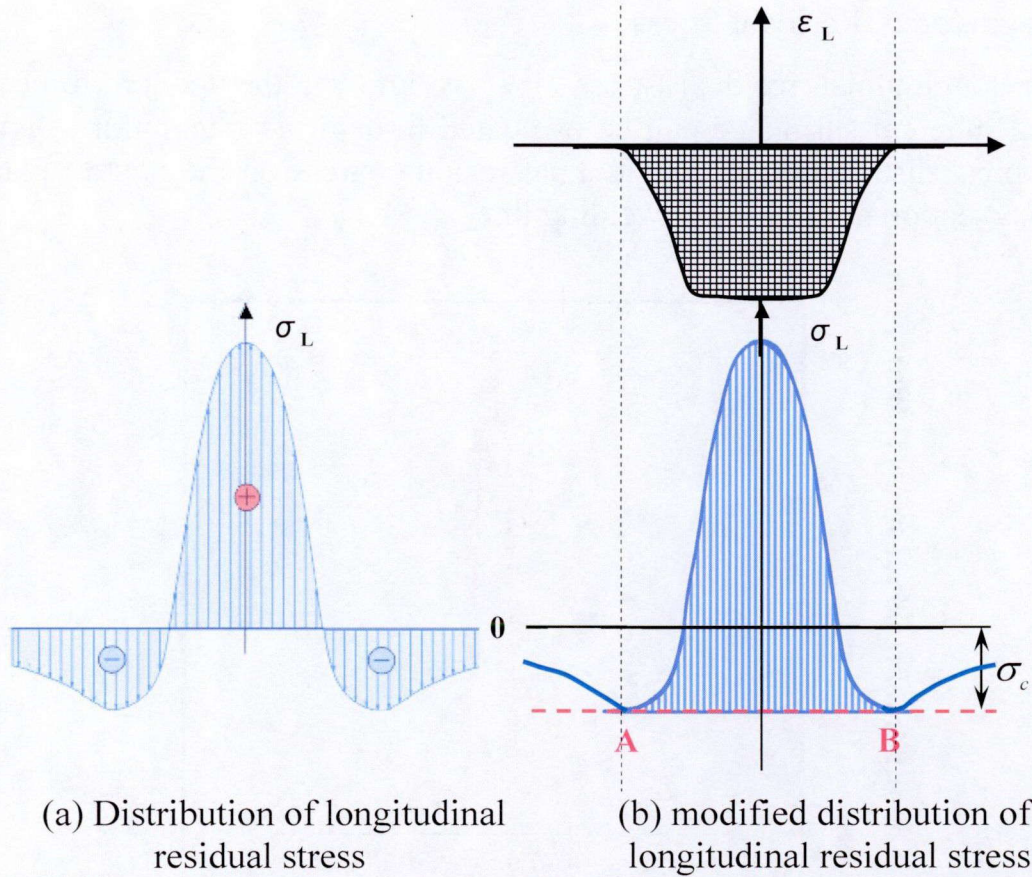 ε L
σ L
σ L
+
0
− −
σc
A B
(a) Distribution of longitudinal
residual stress
(b) modified distribution of
longitudinal residual stress